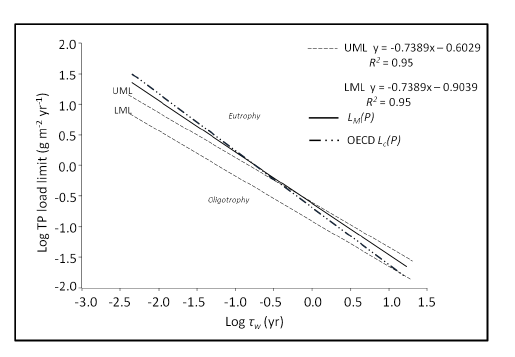 UML y = -0.7389x – 0.6029
R² = 0.95
LML y = -0.7389x – 0.9039
R² = 0.95
L_M(P)
OECD L_c(P)
Log TP load limit (g m⁻² yr⁻¹)
2.0
1.5
1.0
0.5
0.0
-0.5
-1.0
-1.5
-2.0
UML
LML
Eutrophy
Oligotrophy
-3.0 -2.5 -2.0 -1.5 -1.0 -0.5 0.0 0.5 1.0 1.5
Log τ_w (yr)